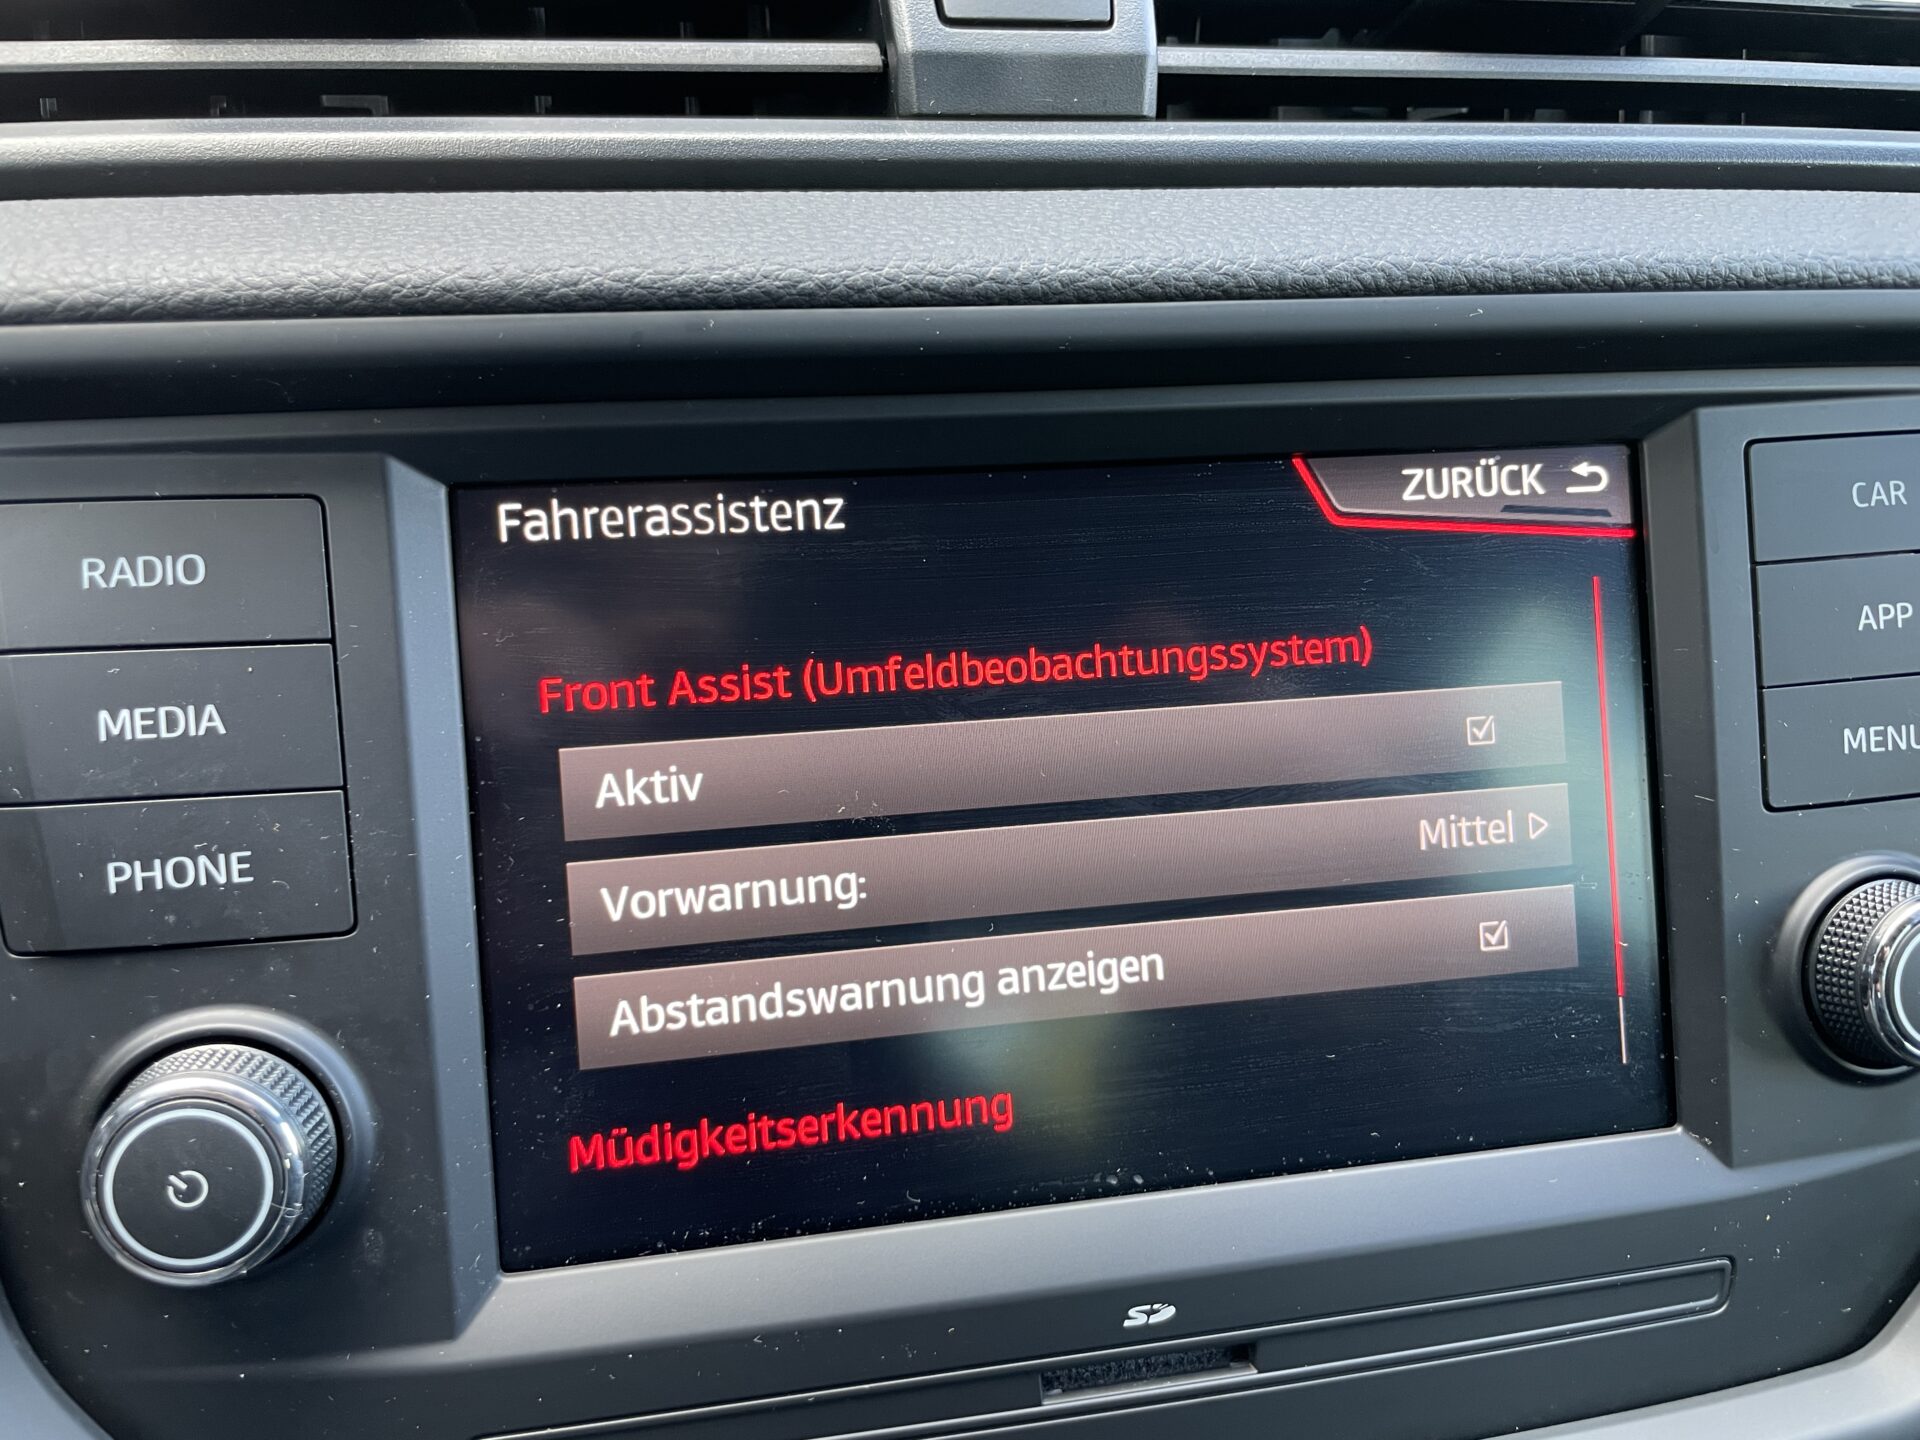 Fahrerassistenz
ZURÜCK
RADIO
MEDIA
PHONE
CAR
APP
MENU
Front Assist (Umfeldbeobachtungssystem)
Aktiv
Vorwarnung:
Mittel
Abstandswarnung anzeigen
Müdigkeitserkennung
SD